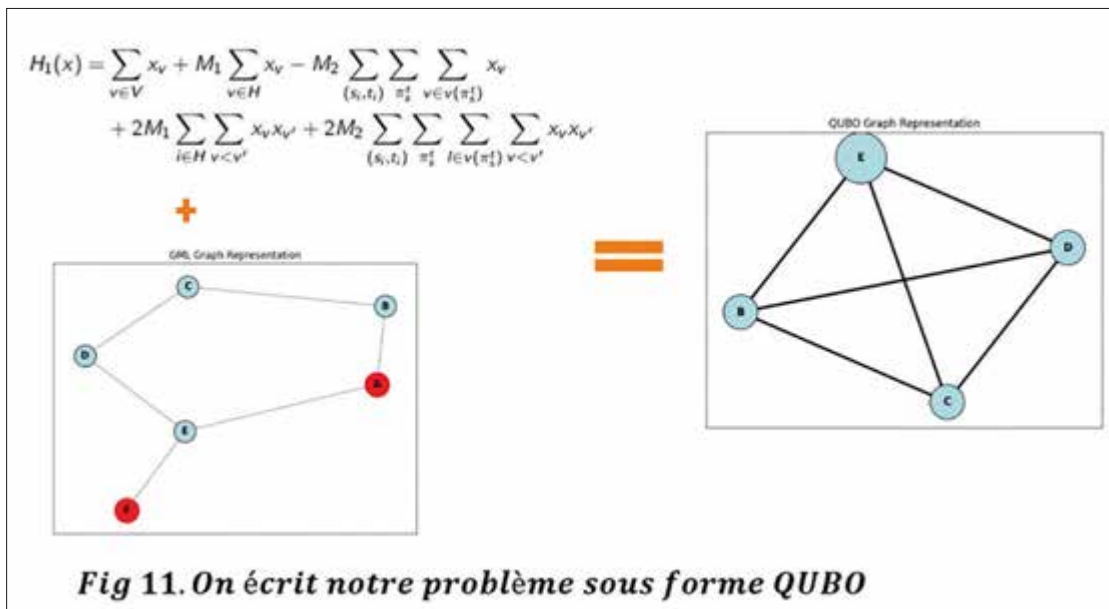 H₁(x) = ∑_{v∈V} x_v + M₁ ∑_{v∈H} x_v − M₂ ∑_{(s_i,t_i)} ∑_{π_s^t} ∑_{v∈v(π_s^t)} x_v
+ 2M₁ ∑_{i∈H} ∑_{v<v'} x_v x_{v'} + 2M₂ ∑_{(s_i,t_i)} ∑_{π_s^t} ∑_{l∈v(π_s^t)} ∑_{v<v'} x_v x_{v'}
+
GML Graph Representation
C
B
D
A
E
F
=
QUBO Graph Representation
E
D
B
C
Fig 11. On écrit notre problème sous forme QUBO